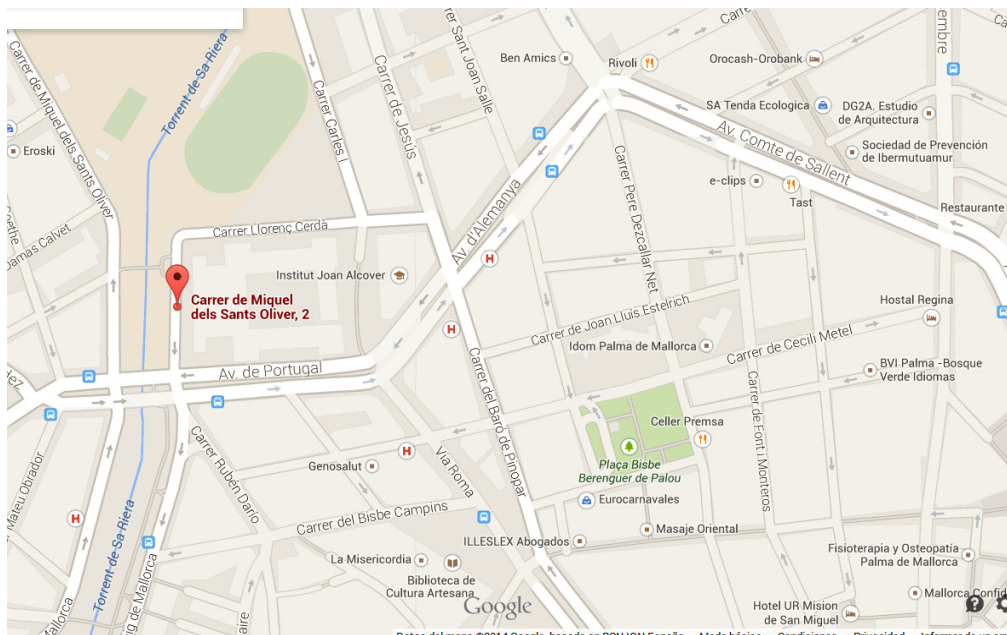 Carrer de Miquel dels Sants Oliver
Torrent de Sa Riera
Carrer Carles I
Carrer de Jesús
Carrer Sant Joan Salle
Ben Amics
Rivoli
Orocash-Orobank
SA Tenda Ecologica
DG2A. Estudio
de Arquitectura
Av. Comte de Sallent
Sociedad de Prevención
de Ibermutuamur
Eroski
e-clips
Tast
Restaurante
Carrer Pere Dezcallar Net
Av. d'Alemanya
Damas Calvet
Goethe
Carrer Llorenç Cerdà
Institut Joan Alcover
H
Carrer de Miquel
dels Sants Oliver, 2
H
Hostal Regina
Carrer de Joan Lluis Estelrich
Idom Palma de Mallorca
Carrer de Cecili Metel
Av. de Portugal
BVI Palma -Bosque
Verde Idiomas
Carrer del Baró de Pinopar
Carrer de Font i Monteros
Celler Premsa
Plaça Bisbe
Berenguer de Palou
H
Genosalut
Via Roma
Carrer Rubén Darío
Mateu Obrador
Eurocarnavales
Carrer del Bisbe Campins
H
Masaje Oriental
ILLESLEX Abogados
La Misericordia
Biblioteca de
Cultura Artesana
Torrent de Sa Riera
Fisioterapia y Osteopatía
Palma de Mallorca
Mallorca Confid
Google
Hotel UR Mision
de San Miguel
?